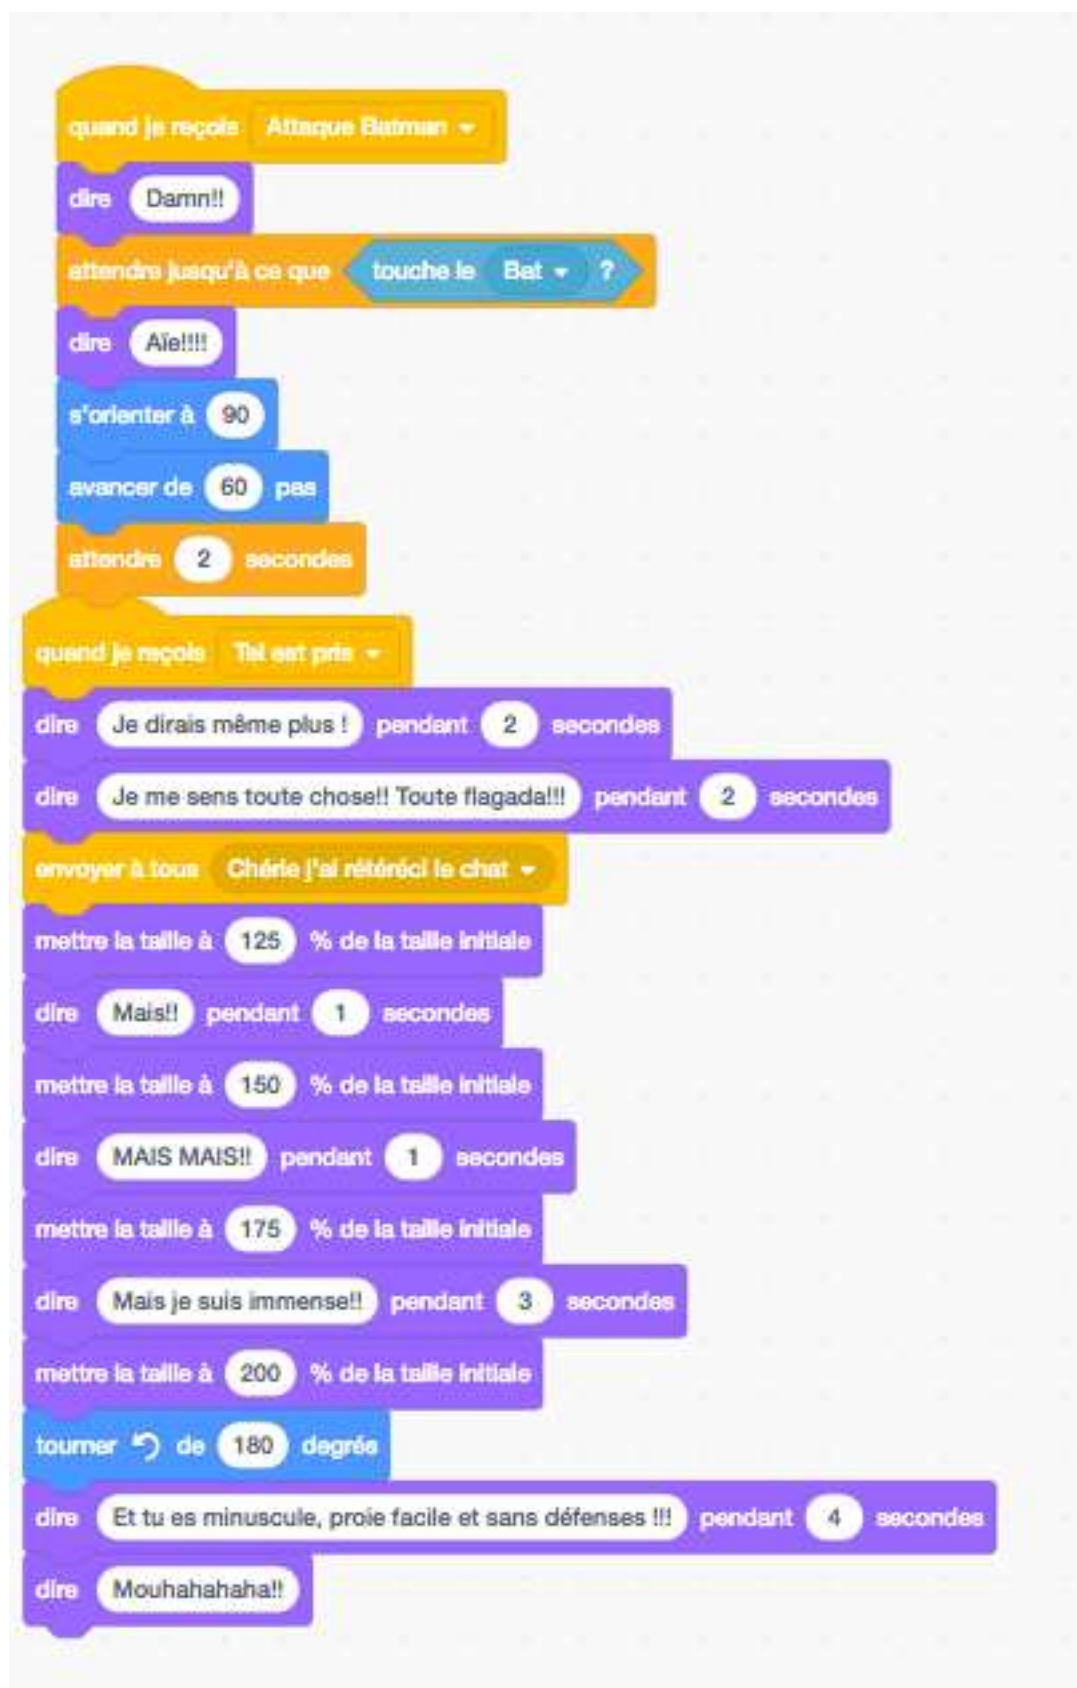 quand je reçois Attaque Batman
dire Damn!!
attendre jusqu'à ce que touche le Bat ?
dire Aïe!!!!
s'orienter à 90
avancer de 60 pas
attendre 2 secondes
quand je reçois Tel est pris
dire Je dirais même plus ! pendant 2 secondes
dire Je me sens toute chose!! Toute flagada!!! pendant 2 secondes
envoyer à tous Chérie j'ai rétéréci le chat
mettre la taille à 125 % de la taille initiale
dire Mais!! pendant 1 secondes
mettre la taille à 150 % de la taille initiale
dire MAIS MAIS!! pendant 1 secondes
mettre la taille à 175 % de la taille initiale
dire Mais je suis immense!! pendant 3 secondes
mettre la taille à 200 % de la taille initiale
tourner de 180 degrés
dire Et tu es minuscule, proie facile et sans défenses !!! pendant 4 secondes
dire Mouhahahaha!!